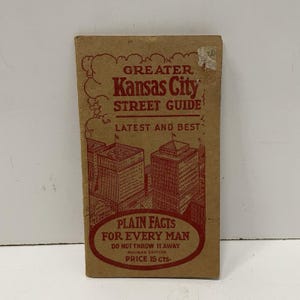 GREATER
Kansas City
STREET GUIDE
LATEST AND BEST
PLAIN FACTS
FOR EVERY MAN
DO NOT THROW IT AWAY
EDITION
PRICE 15 CTS.